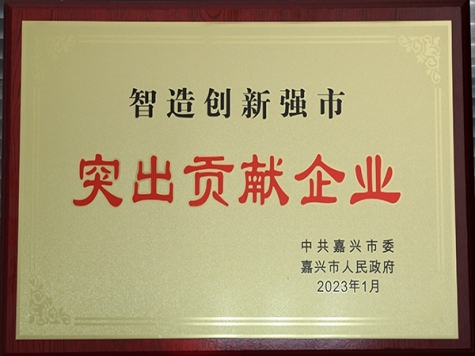 智造创新强市
突出贡献企业
中共嘉兴市委
嘉兴市人民政府
2023年1月